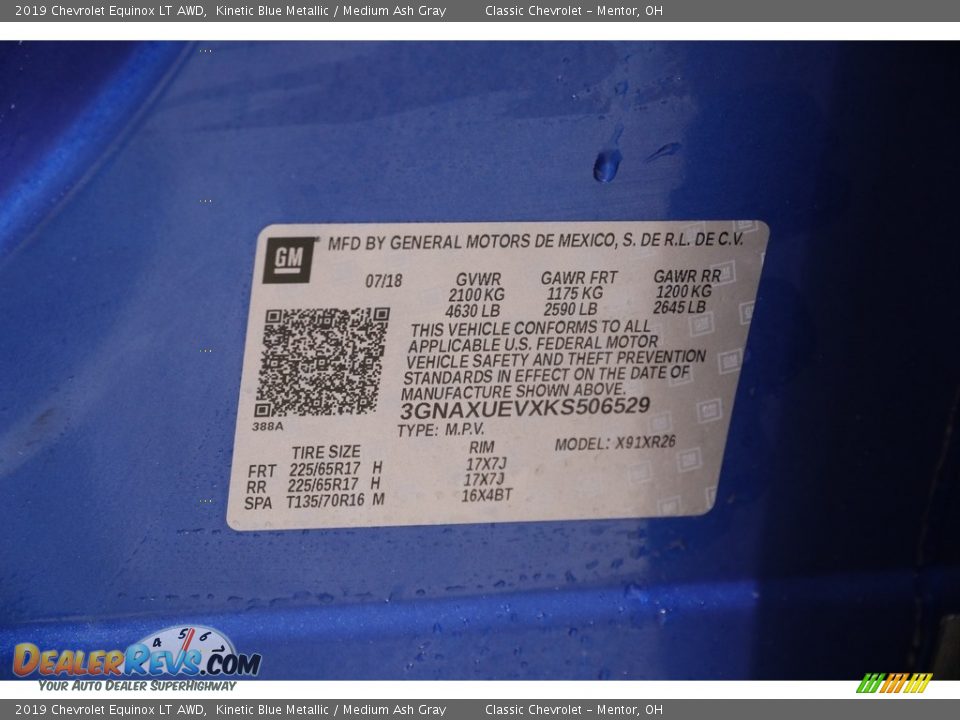 2019 Chevrolet Equinox LT AWD, Kinetic Blue Metallic / Medium Ash Gray Classic Chevrolet - Mentor, OH
GM MFD BY GENERAL MOTORS DE MEXICO, S. DE R.L. DE C.V.
07/18 GVWR GAWR FRT GAWR RR
2100 KG 1175 KG 1200 KG
4630 LB 2590 LB 2645 LB
THIS VEHICLE CONFORMS TO ALL
APPLICABLE U.S. FEDERAL MOTOR
VEHICLE SAFETY AND THEFT PREVENTION
STANDARDS IN EFFECT ON THE DATE OF
MANUFACTURE SHOWN ABOVE.
3GNAXUEVXKS506529
388A TYPE: M.P.V.
TIRE SIZE RIM MODEL: X91XR26
FRT 225/65R17 H 17X7J
RR 225/65R17 H 17X7J
SPA T135/70R16 M 16X4BT
4 5 6
DEALERREVS.COM
YOUR AUTO DEALER SUPERHIGHWAY
2019 Chevrolet Equinox LT AWD, Kinetic Blue Metallic / Medium Ash Gray Classic Chevrolet - Mentor, OH